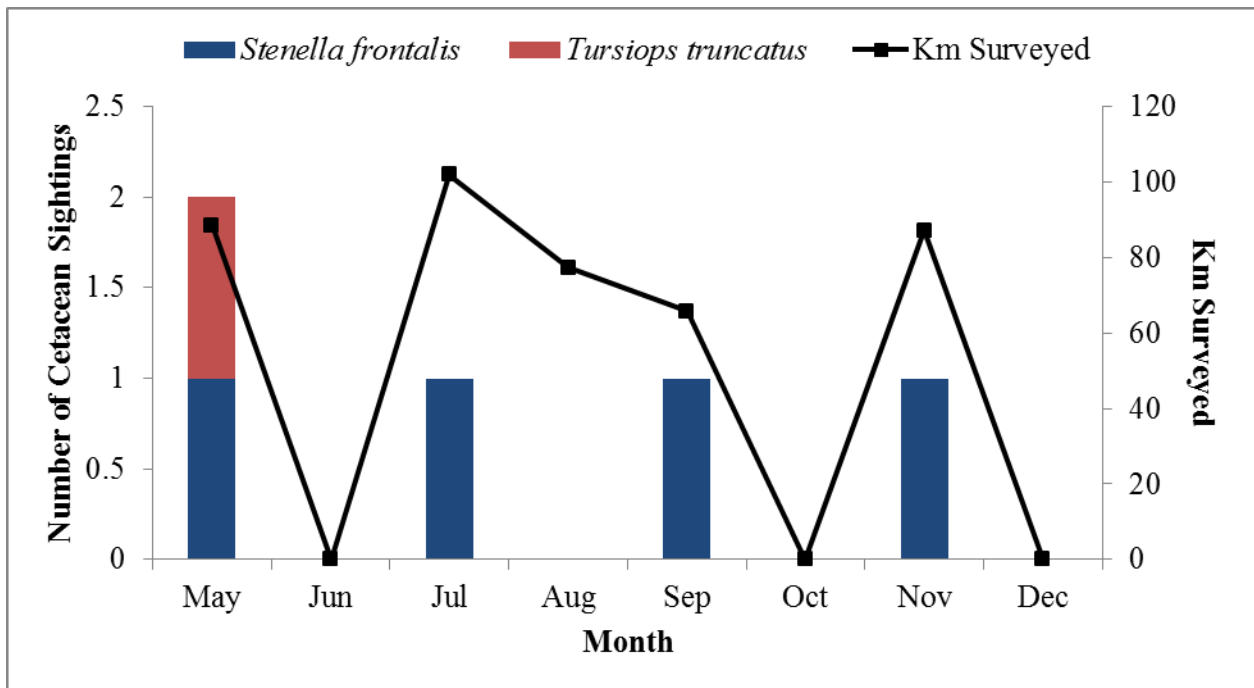 Stenella frontalis Tursiops truncatus Km Surveyed
Number of Cetacean Sightings
2.5
2
1.5
1
0.5
0
120
100
80
60
40
20
0
Km Surveyed
May Jun Jul Aug Sep Oct Nov Dec
Month